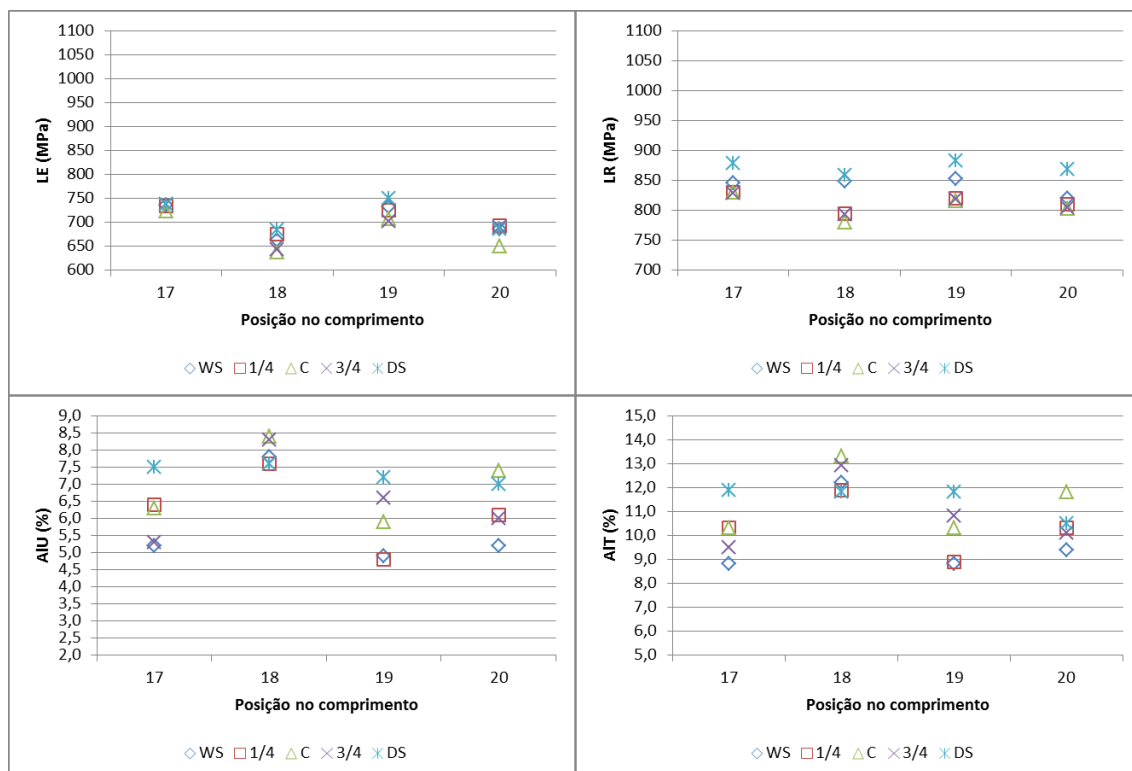 1100
1050
1000
950
900
850
800
750
700
650
600
LE (MPa)
17 18 19 20
Posição no comprimento
WS 1/4 C 3/4 DS
1100
1050
1000
950
900
850
800
750
700
LR (MPa)
17 18 19 20
Posição no comprimento
WS 1/4 C 3/4 DS
9,0
8,5
8,0
7,5
7,0
6,5
6,0
5,5
5,0
4,5
4,0
3,5
3,0
2,5
2,0
AIU (%)
17 18 19 20
Posição no comprimento
WS 1/4 C 3/4 DS
15,0
14,0
13,0
12,0
11,0
10,0
9,0
8,0
7,0
6,0
5,0
AIT (%)
17 18 19 20
Posição no comprimento
WS 1/4 C 3/4 DS